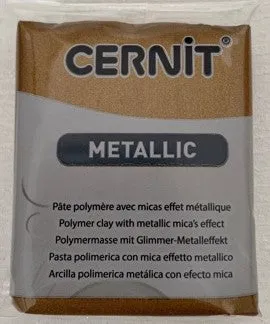 CERNIT®
METALLIC
Pâte polymère avec micas effet métallique
Polymer clay with metallic mica's effect
Polymermasse mit Glimmer-Metalleffekt
Pasta polimerica con mica effetto metallico
Arcilla polimerica metálica con efecto mica